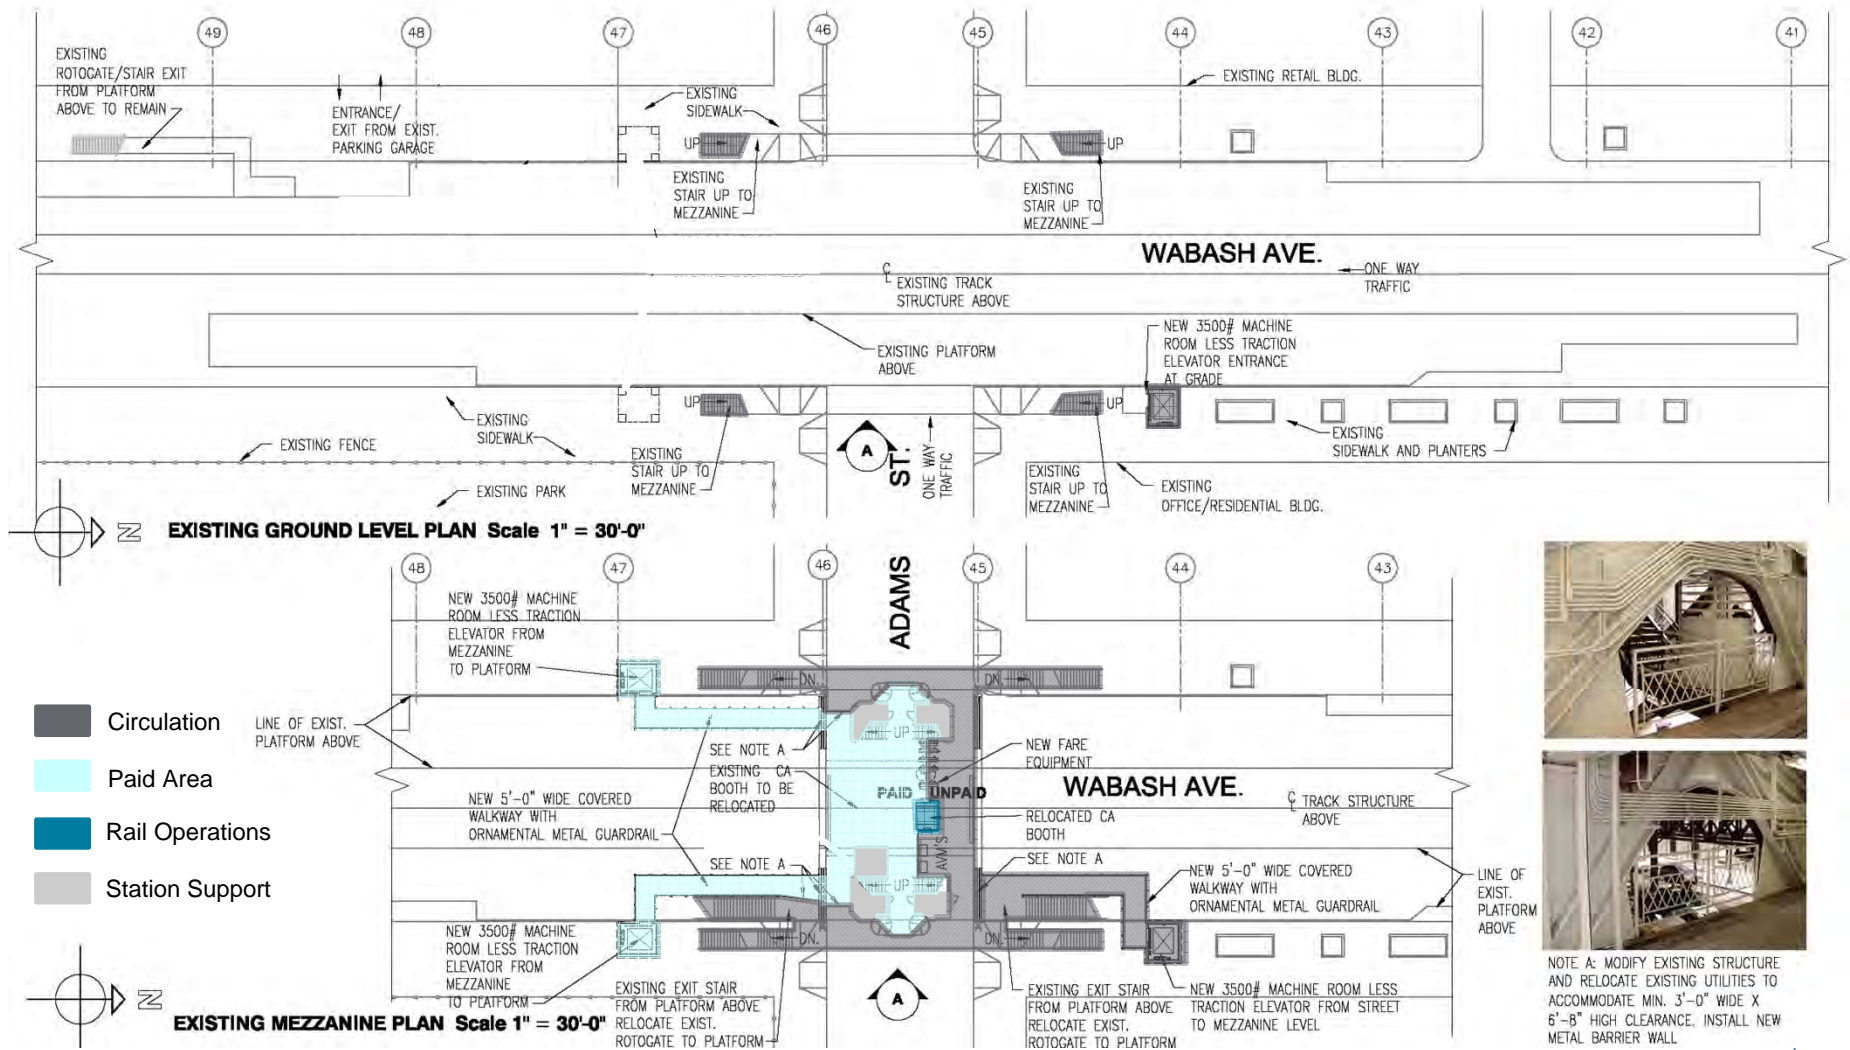 49
48
47
46
45
44
43
42
41
EXISTING
ROTOGATE/STAIR EXIT
FROM PLATFORM
ABOVE TO REMAIN
ENTRANCE/
EXIT FROM EXIST.
PARKING GARAGE
EXISTING
SIDEWALK
EXISTING RETAIL BLDG.
UP
UP
EXISTING
STAIR UP TO
MEZZANINE
EXISTING
STAIR UP TO
MEZZANINE
WABASH AVE.
ONE WAY
TRAFFIC
CL
EXISTING TRACK
STRUCTURE ABOVE
EXISTING PLATFORM
ABOVE
NEW 3500# MACHINE
ROOM LESS TRACTION
ELEVATOR ENTRANCE
AT GRADE
UP
UP
EXISTING
SIDEWALK
EXISTING FENCE
EXISTING PARK
EXISTING
STAIR UP TO
MEZZANINE
A
ST.
ONE WAY
TRAFFIC
EXISTING
STAIR UP TO
MEZZANINE
EXISTING
SIDEWALK AND PLANTERS
EXISTING
OFFICE/RESIDENTIAL BLDG.
N
EXISTING GROUND LEVEL PLAN Scale 1" = 30'-0"
ADAMS
48
47
46
45
44
43
NEW 3500# MACHINE
ROOM LESS TRACTION
ELEVATOR FROM
MEZZANINE
TO PLATFORM
DN.
DN.
Circulation
Paid Area
Rail Operations
Station Support
LINE OF EXIST.
PLATFORM ABOVE
SEE NOTE A
EXISTING CA
BOOTH TO BE
RELOCATED
UP
NEW FARE
EQUIPMENT
PAID
UNPAID
WABASH AVE.
CL
TRACK STRUCTURE
ABOVE
NEW 5'-0" WIDE COVERED
WALKWAY WITH
ORNAMENTAL METAL GUARDRAIL
RELOCATED CA
BOOTH
AVM'S
SEE NOTE A
SEE NOTE A
UP
NEW 5'-0" WIDE COVERED
WALKWAY WITH
ORNAMENTAL METAL GUARDRAIL
LINE OF
EXIST.
PLATFORM
ABOVE
DN.
DN.
NEW 3500# MACHINE
ROOM LESS TRACTION
ELEVATOR FROM
MEZZANINE
TO PLATFORM
EXISTING EXIT STAIR
FROM PLATFORM ABOVE
RELOCATE EXIST.
ROTOGATE TO PLATFORM
A
EXISTING EXIT STAIR
FROM PLATFORM ABOVE
RELOCATE EXIST.
ROTOGATE TO PLATFORM
NEW 3500# MACHINE ROOM LESS
TRACTION ELEVATOR FROM STREET
TO MEZZANINE LEVEL
N
EXISTING MEZZANINE PLAN Scale 1" = 30'-0"
NOTE A: MODIFY EXISTING STRUCTURE
AND RELOCATE EXISTING UTILITIES TO
ACCOMMODATE MIN. 3'-0" WIDE X
6'-8" HIGH CLEARANCE. INSTALL NEW
METAL BARRIER WALL